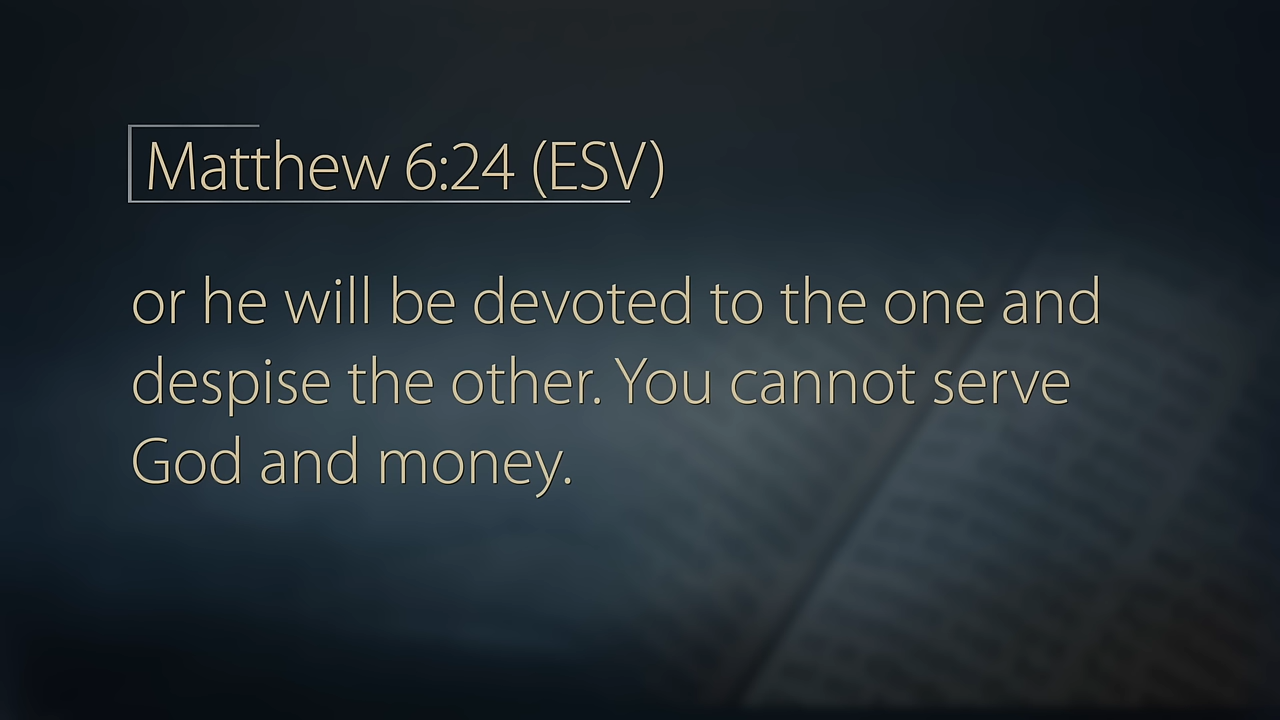 Matthew 6:24 (ESV)
or he will be devoted to the one and
despise the other. You cannot serve
God and money.